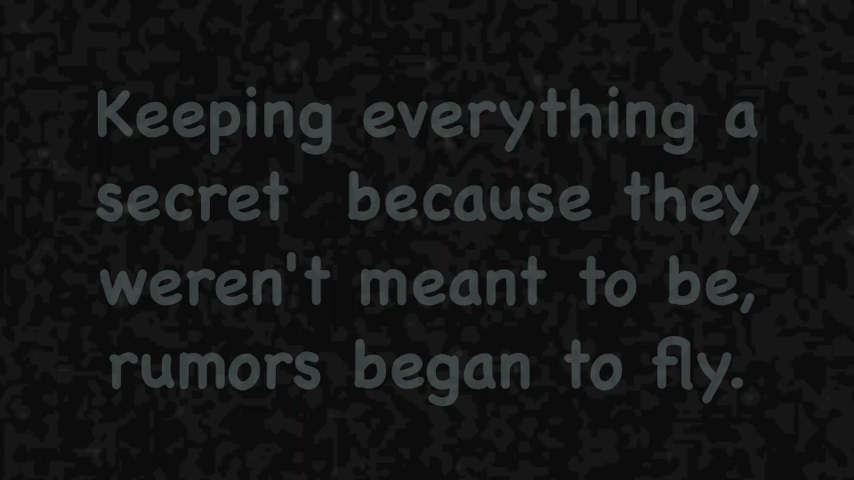 Keeping everything a
secret because they
weren't meant to be,
rumors began to fly.